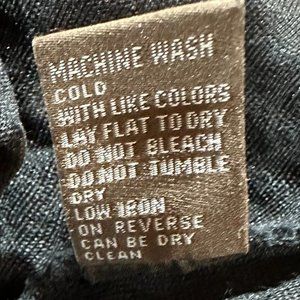 MACHINE WASH
COLD
WITH LIKE COLORS
LAY FLAT TO DRY
DO NOT BLEACH
DO NOT TUMBLE
DRY
LOW IRON
ON REVERSE
CAN BE DRY
CLEAN